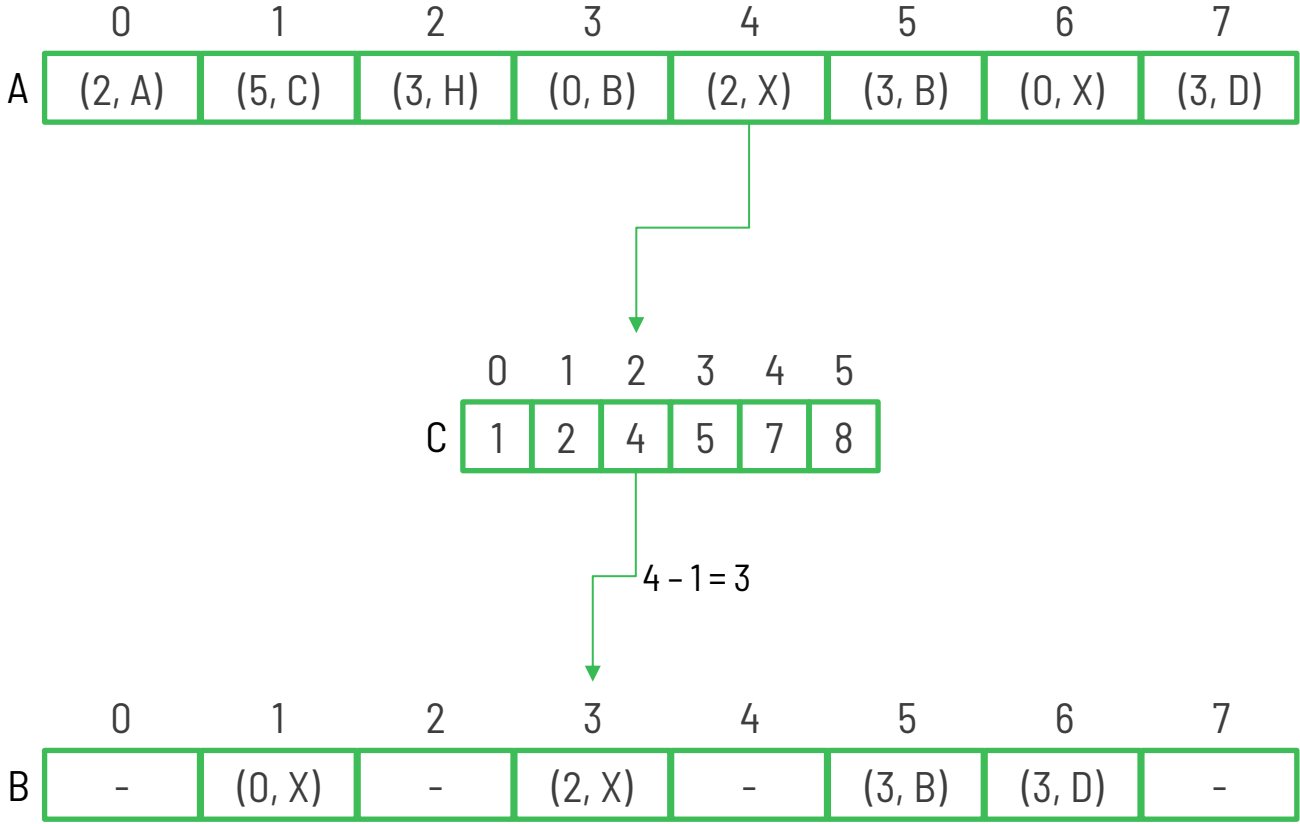 0 1 2 3 4 5 6 7
A (2, A) (5, C) (3, H) (0, B) (2, X) (3, B) (0, X) (3, D)
0 1 2 3 4 5
C 1 2 4 5 7 8
4 – 1 = 3
0 1 2 3 4 5 6 7
B - (0, X) - (2, X) - (3, B) (3, D) -